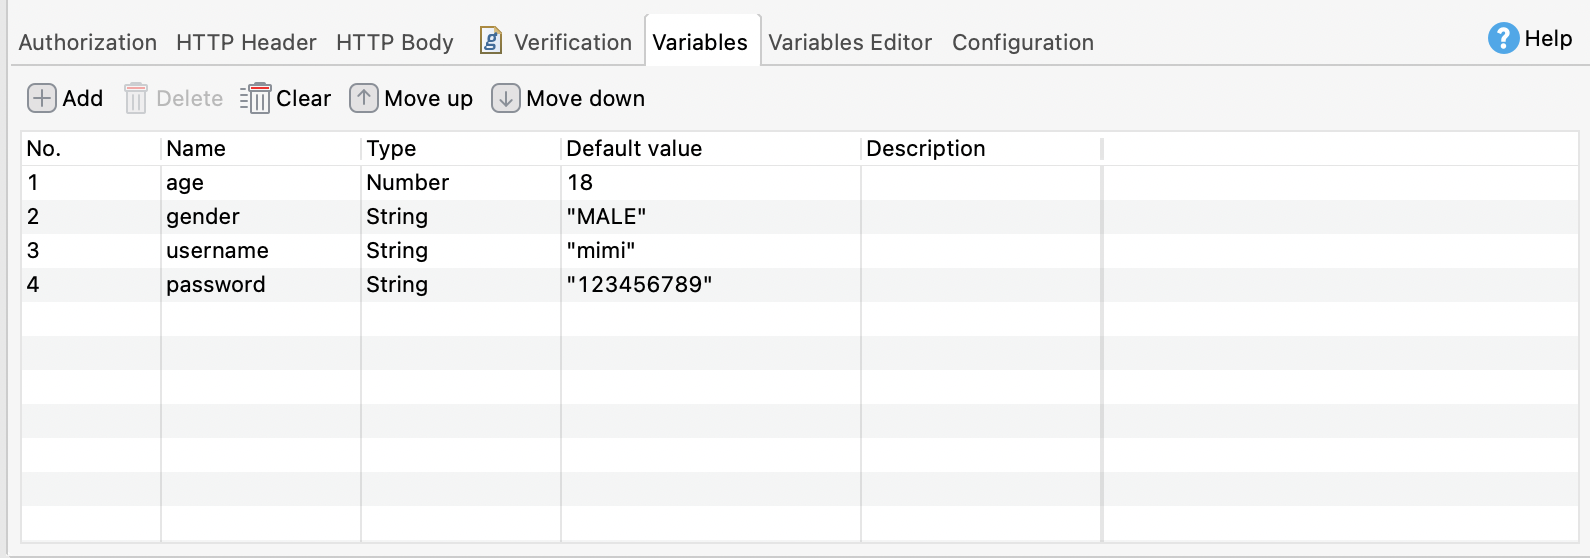 Authorization HTTP Header HTTP Body Verification Variables Variables Editor Configuration Help
Add Delete Clear Move up Move down
No. Name Type Default value Description
1 age Number 18
2 gender String "MALE"
3 username String "mimi"
4 password String "123456789"